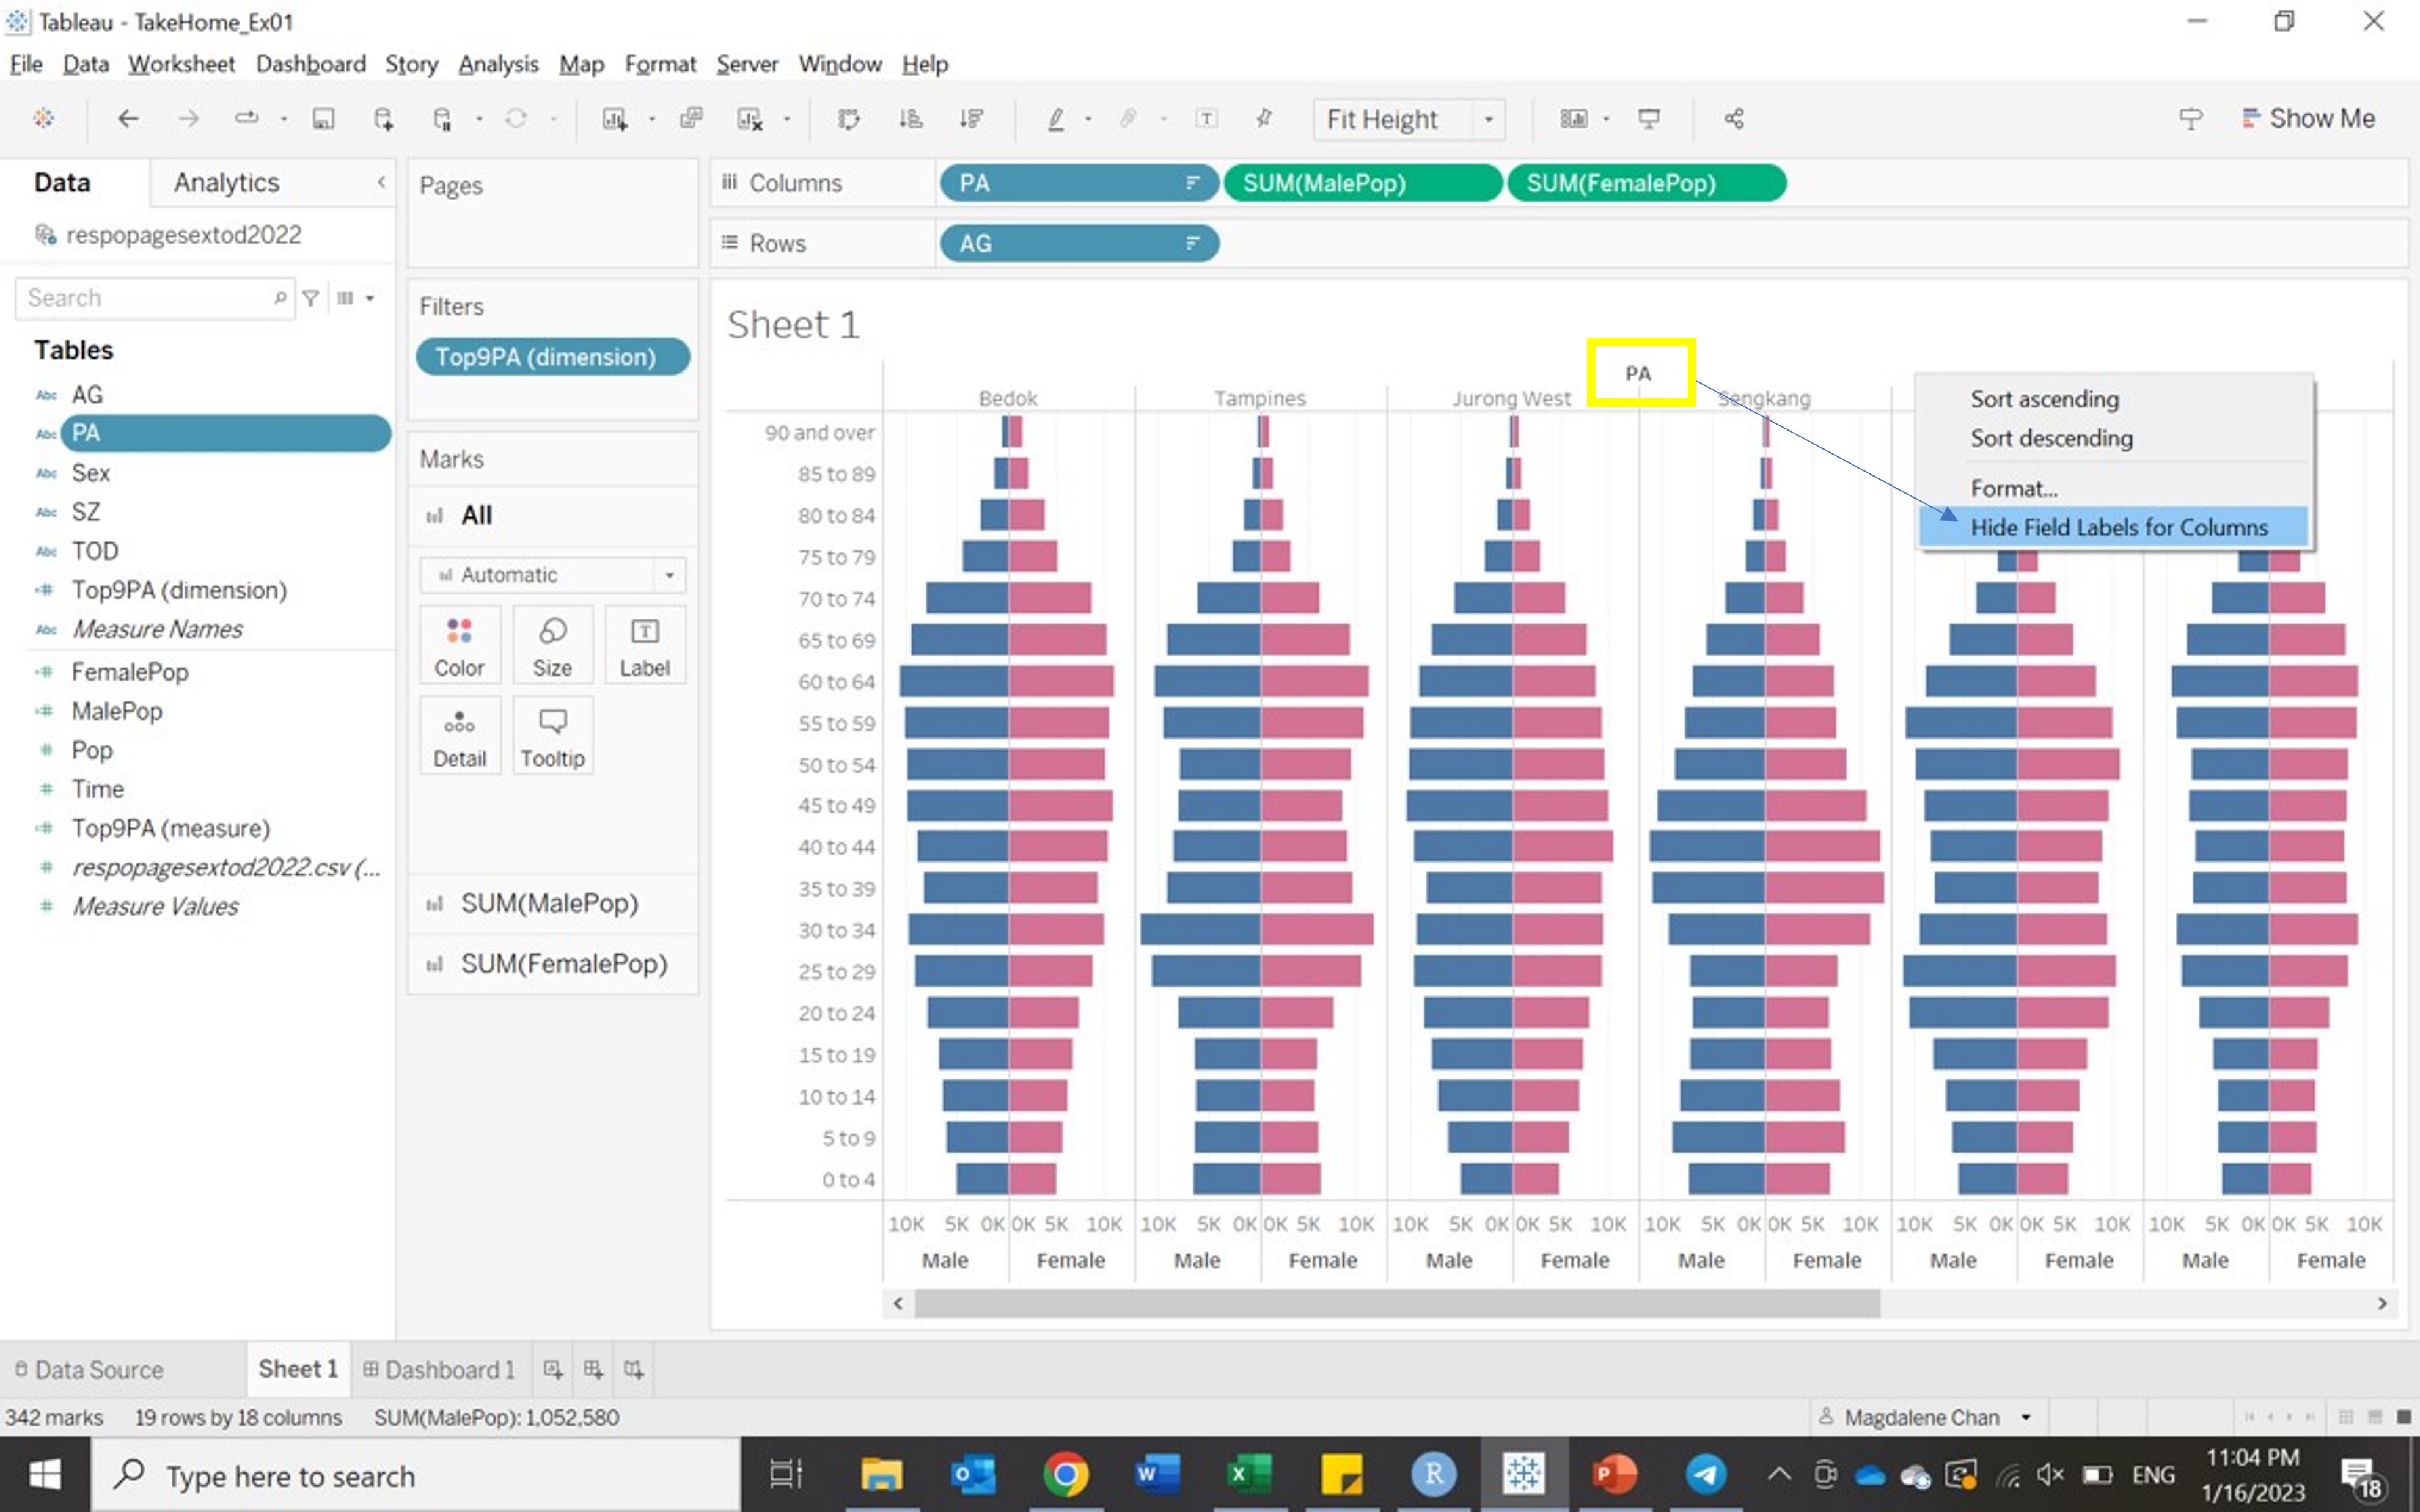 Tableau - TakeHome_Ex01
File Data Worksheet Dashboard Story Analysis Map Format Server Window Help
Fit Height
Show Me
Data
Analytics
respopagesextod2022
Search
Tables
Abc AG
Abc PA
Abc Sex
Abc SZ
Abc TOD
Top9PA (dimension)
Abc Measure Names
FemalePop
MalePop
Pop
Time
Top9PA (measure)
respopagesextod2022.csv (...
Measure Values
Pages
Filters
Top9PA (dimension)
Marks
All
Automatic
Color
Size
Label
Detail
Tooltip
SUM(MalePop)
SUM(FemalePop)
Columns
PA
SUM(MalePop)
SUM(FemalePop)
Rows
AG
Sheet 1
PA
Bedok
Tampines
Jurong West
Sengkang
Sort ascending
Sort descending
Format...
Hide Field Labels for Columns
90 and over
85 to 89
80 to 84
75 to 79
70 to 74
65 to 69
60 to 64
55 to 59
50 to 54
45 to 49
40 to 44
35 to 39
30 to 34
25 to 29
20 to 24
15 to 19
10 to 14
5 to 9
0 to 4
10K 5K 0K 0K 5K 10K 10K 5K 0K 0K 5K 10K 10K 5K 0K 0K 5K 10K 10K 5K 0K 0K 5K 10K 10K 5K 0K 0K 5K 10K 10K 5K 0K 0K 5K 10K
Male Female Male Female Male Female Male Female Male Female Male Female
Data Source
Sheet 1
Dashboard 1
342 marks
19 rows by 18 columns
SUM(MalePop): 1,052,580
Magdalene Chan
Type here to search
ENG
11:04 PM
1/16/2023
18